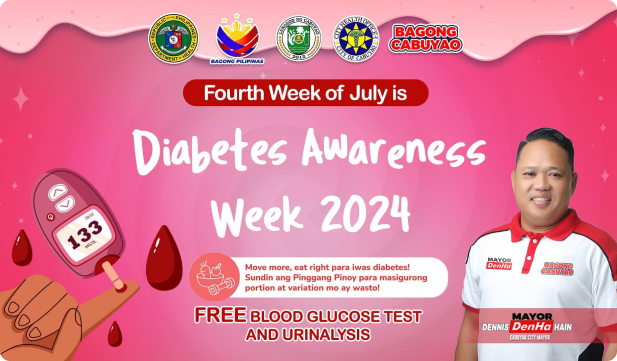 BAGONG PILIPINAS
2012
BAGONG
CABUYAO
Fourth Week of July is
Diabetes Awareness
Week 2024
133
Move more, eat right para iwas diabetes!
Sundin ang Pinggang Pinoy para masigurong
portion at variation mo ay wasto!
FREE BLOOD GLUCOSE TEST
AND URINALYSIS
MAYOR
DenHa
BAGONG
CABUYAO
MAYOR
DENNIS DenHa HAIN
CABUYAO CITY MAYOR